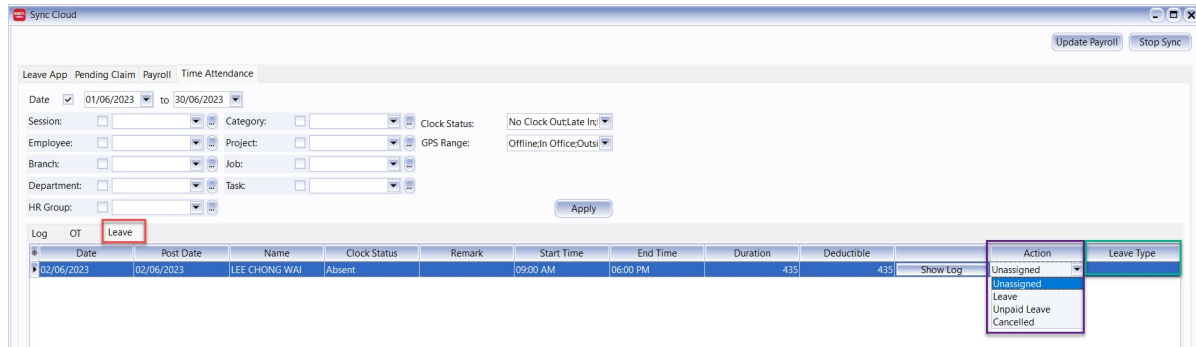 Sync Cloud
Update Payroll Stop Sync
Leave App Pending Claim Payroll Time Attendance
Date 01/06/2023 to 30/06/2023
Session: ... Category: ... Clock Status: No Clock Out;Late In;
Employee: ... Project: ... GPS Range: Offline;In Office;Outsi
Branch: ... Job: ...
Department: ... Task: ...
HR Group: ... Apply
Log OT Leave
Date Post Date Name Clock Status Remark Start Time End Time Duration Deductible Action Leave Type
02/06/2023 02/06/2023 LEE CHONG WAI Absent 09:00 AM 06:00 PM 435 435 Show Log Unassigned
Unassigned
Leave
Unpaid Leave
Cancelled